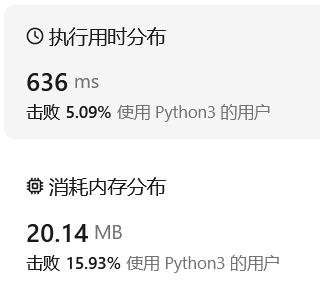 执行用时分布
636 ms
击败 5.09% 使用 Python3 的用户
消耗内存分布
20.14 MB
击败 15.93% 使用 Python3 的用户